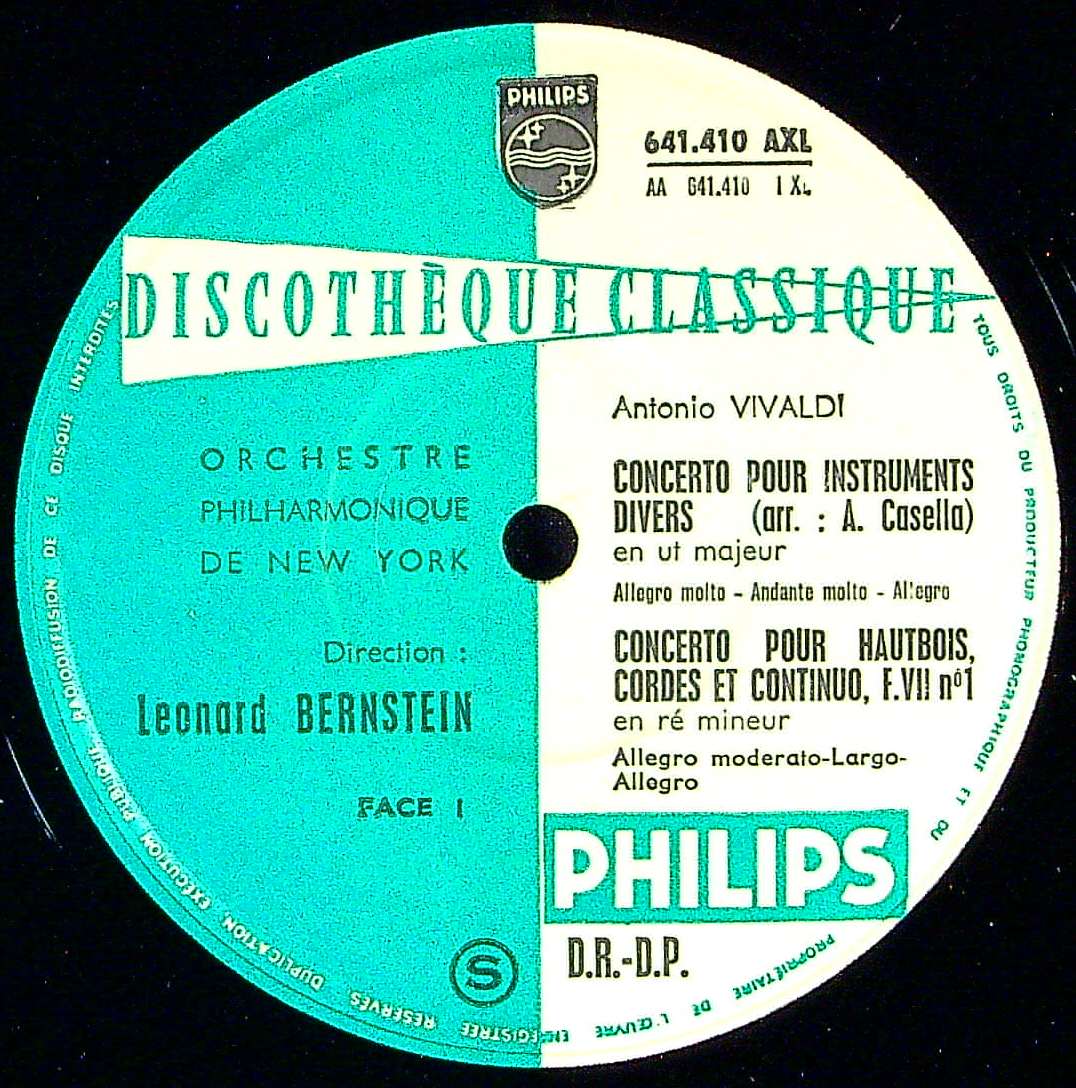 PHILIPS
641.410 AXL
AA 641.410 1 XL
DISCOTHÈQUE CLASSIQUE
ORCHESTRE
PHILHARMONIQUE
DE NEW YORK
Direction :
Leonard BERNSTEIN
FACE 1
Antonio VIVALDI
CONCERTO POUR INSTRUMENTS
DIVERS (arr. : A. Casella)
en ut majeur
Allegro molto - Andante molto - Allegro
CONCERTO POUR HAUTBOIS,
CORDES ET CONTINUO, F.VII nº1
en ré mineur
Allegro moderato-Largo-
Allegro
PHILIPS
D.R.-D.P.
S
TOUS DROITS DU PRODUCTEUR PHONOGRAPHIQUE ET DU PROPRIÉTAIRE DE L'ŒUVRE ENREGISTRÉE RÉSERVÉS DUPLICATION, EXÉCUTION PUBLIQUE, RADIODIFFUSION DE CE DISQUE INTERDITES